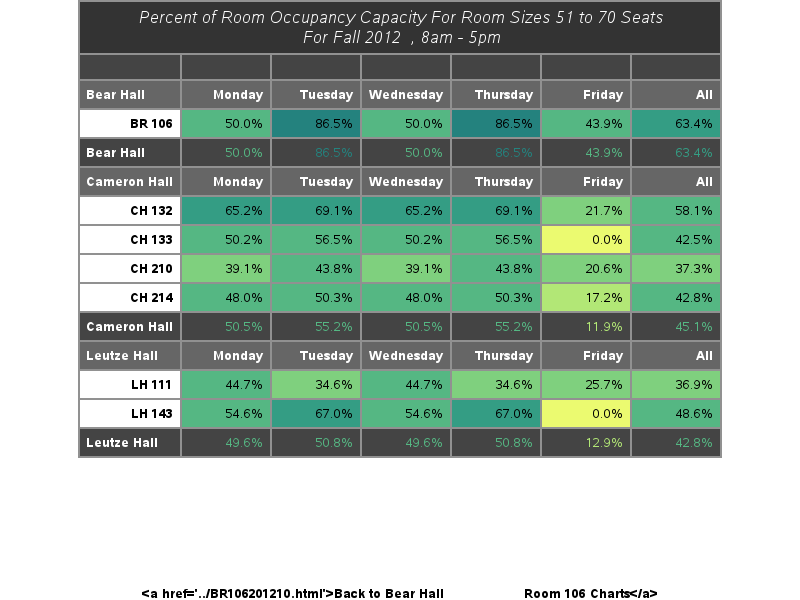 Percent of Room Occupancy Capacity For Room Sizes 51 to 70 Seats
For Fall 2012 , 8am - 5pm
Bear Hall Monday Tuesday Wednesday Thursday Friday All
BR 106 50.0% 86.5% 50.0% 86.5% 43.9% 63.4%
Bear Hall 50.0% 86.5% 50.0% 86.5% 43.9% 63.4%
Cameron Hall Monday Tuesday Wednesday Thursday Friday All
CH 132 65.2% 69.1% 65.2% 69.1% 21.7% 58.1%
CH 133 50.2% 56.5% 50.2% 56.5% 0.0% 42.5%
CH 210 39.1% 43.8% 39.1% 43.8% 20.6% 37.3%
CH 214 48.0% 50.3% 48.0% 50.3% 17.2% 42.8%
Cameron Hall 50.5% 55.2% 50.5% 55.2% 11.9% 45.1%
Leutze Hall Monday Tuesday Wednesday Thursday Friday All
LH 111 44.7% 34.6% 44.7% 34.6% 25.7% 36.9%
LH 143 54.6% 67.0% 54.6% 67.0% 0.0% 48.6%
Leutze Hall 49.6% 50.8% 49.6% 50.8% 12.9% 42.8%
<a href='../BR106201210.html'>Back to Bear Hall Room 106 Charts</a>